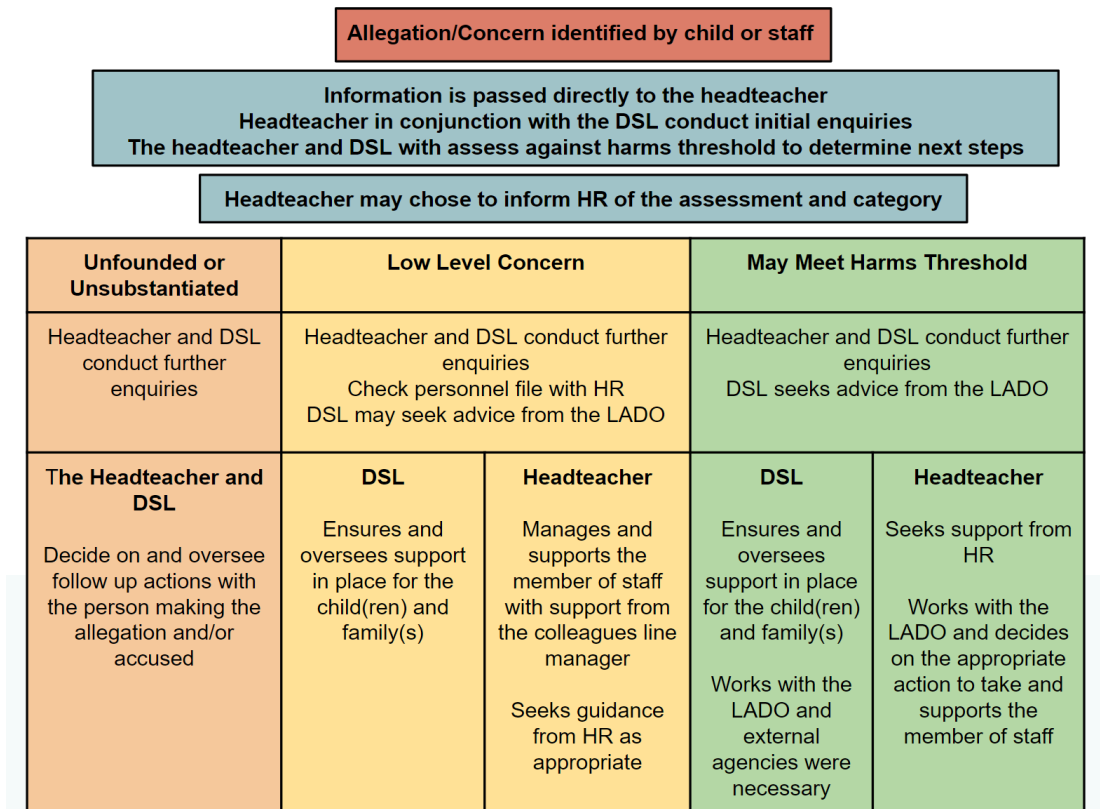 Allegation/Concern identified by child or staff
Information is passed directly to the headteacher
Headteacher in conjunction with the DSL conduct initial enquiries
The headteacher and DSL with assess against harms threshold to determine next steps
Headteacher may chose to inform HR of the assessment and category
Unfounded or
Unsubstantiated
Low Level Concern
May Meet Harms Threshold
Headteacher and DSL
conduct further
enquiries
Headteacher and DSL conduct further
enquiries
Check personnel file with HR
DSL may seek advice from the LADO
Headteacher and DSL conduct further
enquiries
DSL seeks advice from the LADO
The Headteacher and
DSL
Decide on and oversee
follow up actions with
the person making the
allegation and/or
accused
DSL
Ensures and
oversees support
in place for the
child(ren) and
family(s)
Headteacher
Manages and
supports the
member of staff
with support from
the colleagues line
manager
Seeks guidance
from HR as
appropriate
DSL
Ensures and
oversees
support in place
for the child(ren)
and family(s)
Works with the
LADO and
external
agencies were
necessary
Headteacher
Seeks support from
HR
Works with the
LADO and decides
on the appropriate
action to take and
supports the
member of staff